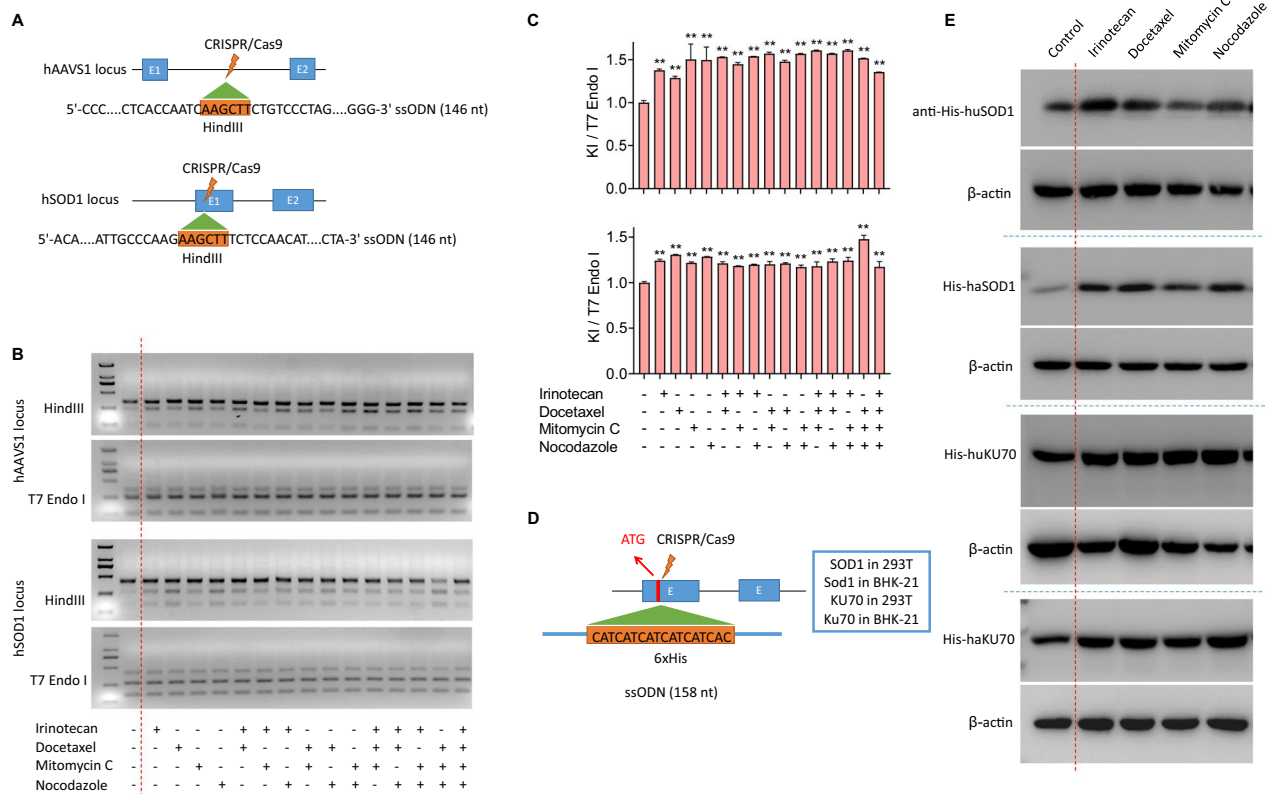 A
CRISPR/Cas9
hAAVS1 locus
E1
E2
5'-CCC....CTCACCAATCAAGCTTCTGTCCCTAG....GGG-3' ssODN (146 nt)
HindIII
CRISPR/Cas9
hSOD1 locus
E1
E2
5'-ACA....ATTGCCCAAGAAGCTTTCTCCAACAT....CTA-3' ssODN (146 nt)
HindIII
B
hAAVS1 locus
HindIII
T7 Endo I
hSOD1 locus
HindIII
T7 Endo I
Irinotecan - + - - - + + + - - - + + + - +
Docetaxel - - + - - + - - + + - + + - + +
Mitomycin C - - - + - - + - + - + + - + + +
Nocodazole - - - - + - - + - + + - + + + +
C
KI / T7 Endo I
1.5
1.0
0.5
0.0
** ** ** ** ** ** ** ** ** ** ** ** ** ** **
KI / T7 Endo I
1.5
1.0
0.5
0.0
** ** ** ** ** ** ** ** ** ** ** ** ** ** **
Irinotecan - + - - - + + + - - - + + + - +
Docetaxel - - + - - + - - + + - + + - + +
Mitomycin C - - - + - - + - + - + + - + + +
Nocodazole - - - - + - - + - + + - + + + +
D
ATG CRISPR/Cas9
E
E
CATCATCATCATCATCAC
6xHis
ssODN (158 nt)
SOD1 in 293T
Sod1 in BHK-21
KU70 in 293T
Ku70 in BHK-21
E
Control
Irinotecan
Docetaxel
Mitomycin C
Nocodazole
anti-His-huSOD1
β-actin
His-haSOD1
β-actin
His-huKU70
β-actin
His-haKU70
β-actin